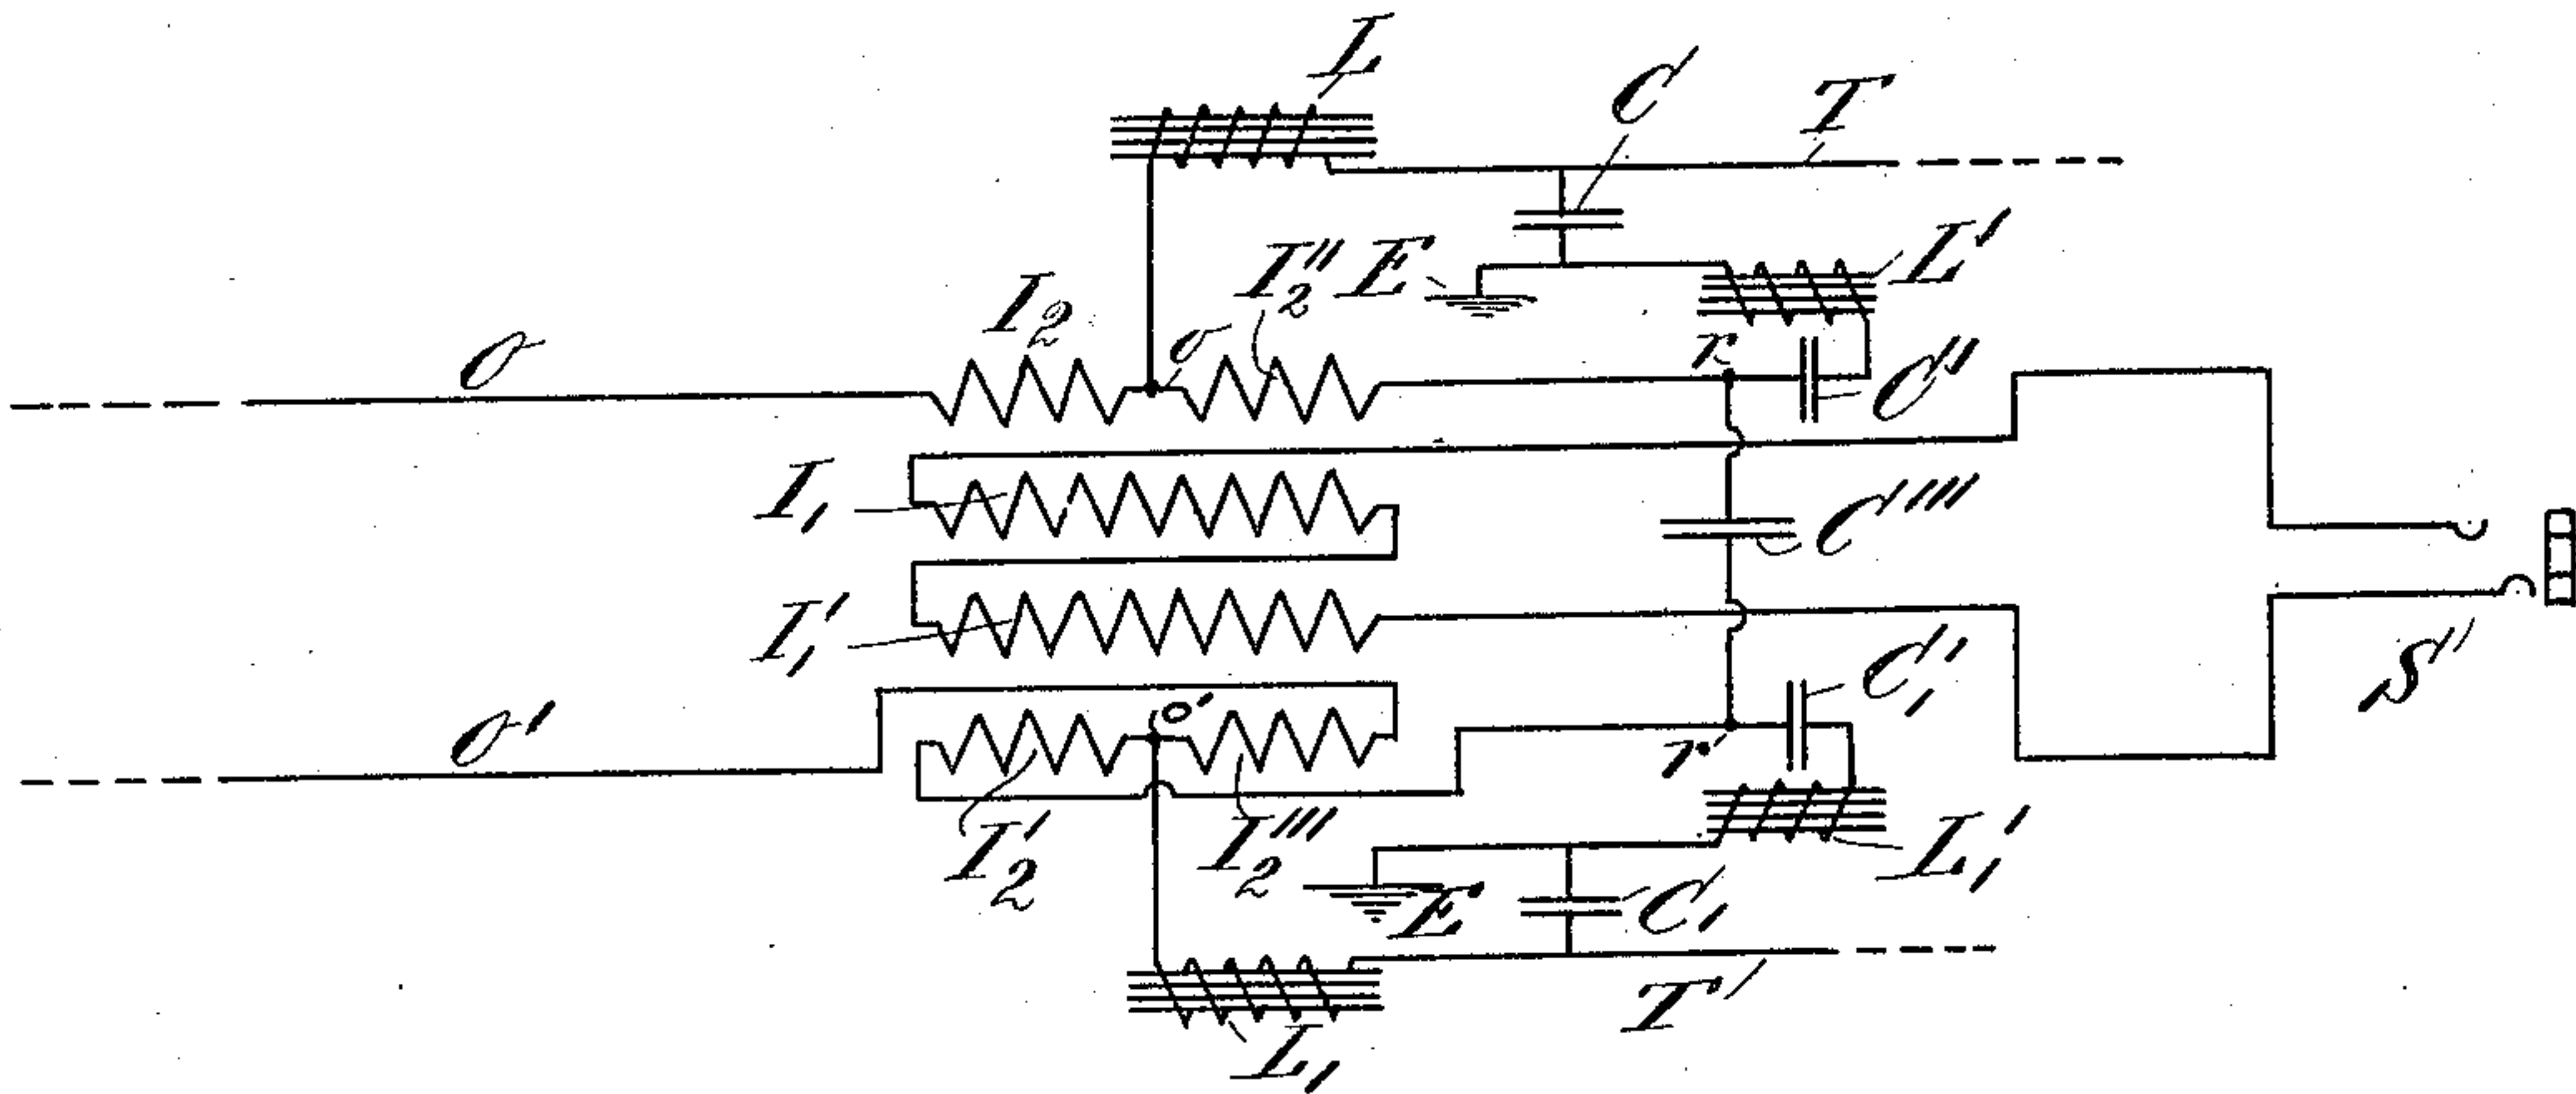 L
C
T
L'
I₂''
E
I₂
o
r
C''
O
I₁
C'''
I₁'
C₁'
S''
o'
O'
r'
I₂'
I₂'''
L₁'
E
C₁
T'
L₁